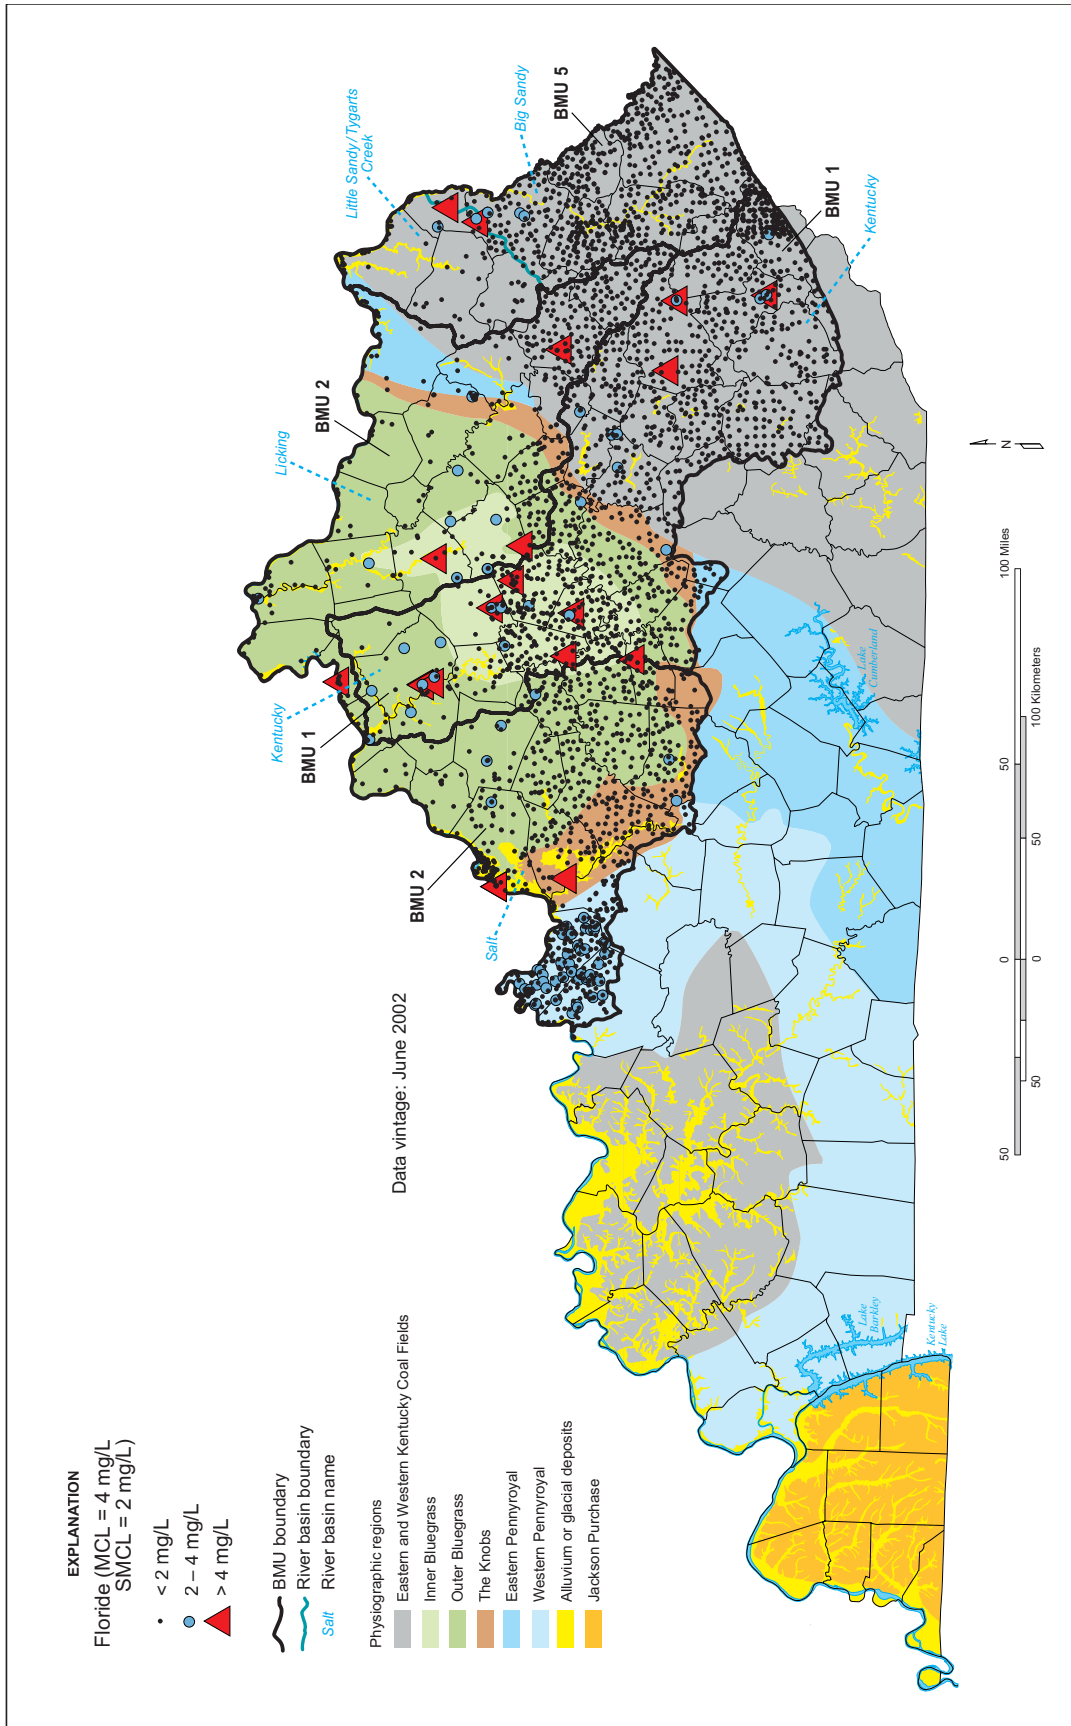 EXPLANATION
Floride (MCL = 4 mg/L
SMCL = 2 mg/L)
< 2 mg/L
2 – 4 mg/L
> 4 mg/L
BMU boundary
River basin boundary
Salt
River basin name
Physiographic regions
Eastern and Western Kentucky Coal Fields
Inner Bluegrass
Outer Bluegrass
The Knobs
Eastern Pennyroyal
Western Pennyroyal
Alluvium or glacial deposits
Jackson Purchase
Data vintage: June 2002
Salt
BMU 2
BMU 1
Kentucky
Licking
BMU 2
Little Sandy/Tygarts
Creek
Big Sandy
BMU 5
BMU 1
Kentucky
Lake
Cumberland
Lake
Barkley
Kentucky
Lake
N
50
0
50
100 Miles
50
0
50
100 Kilometers